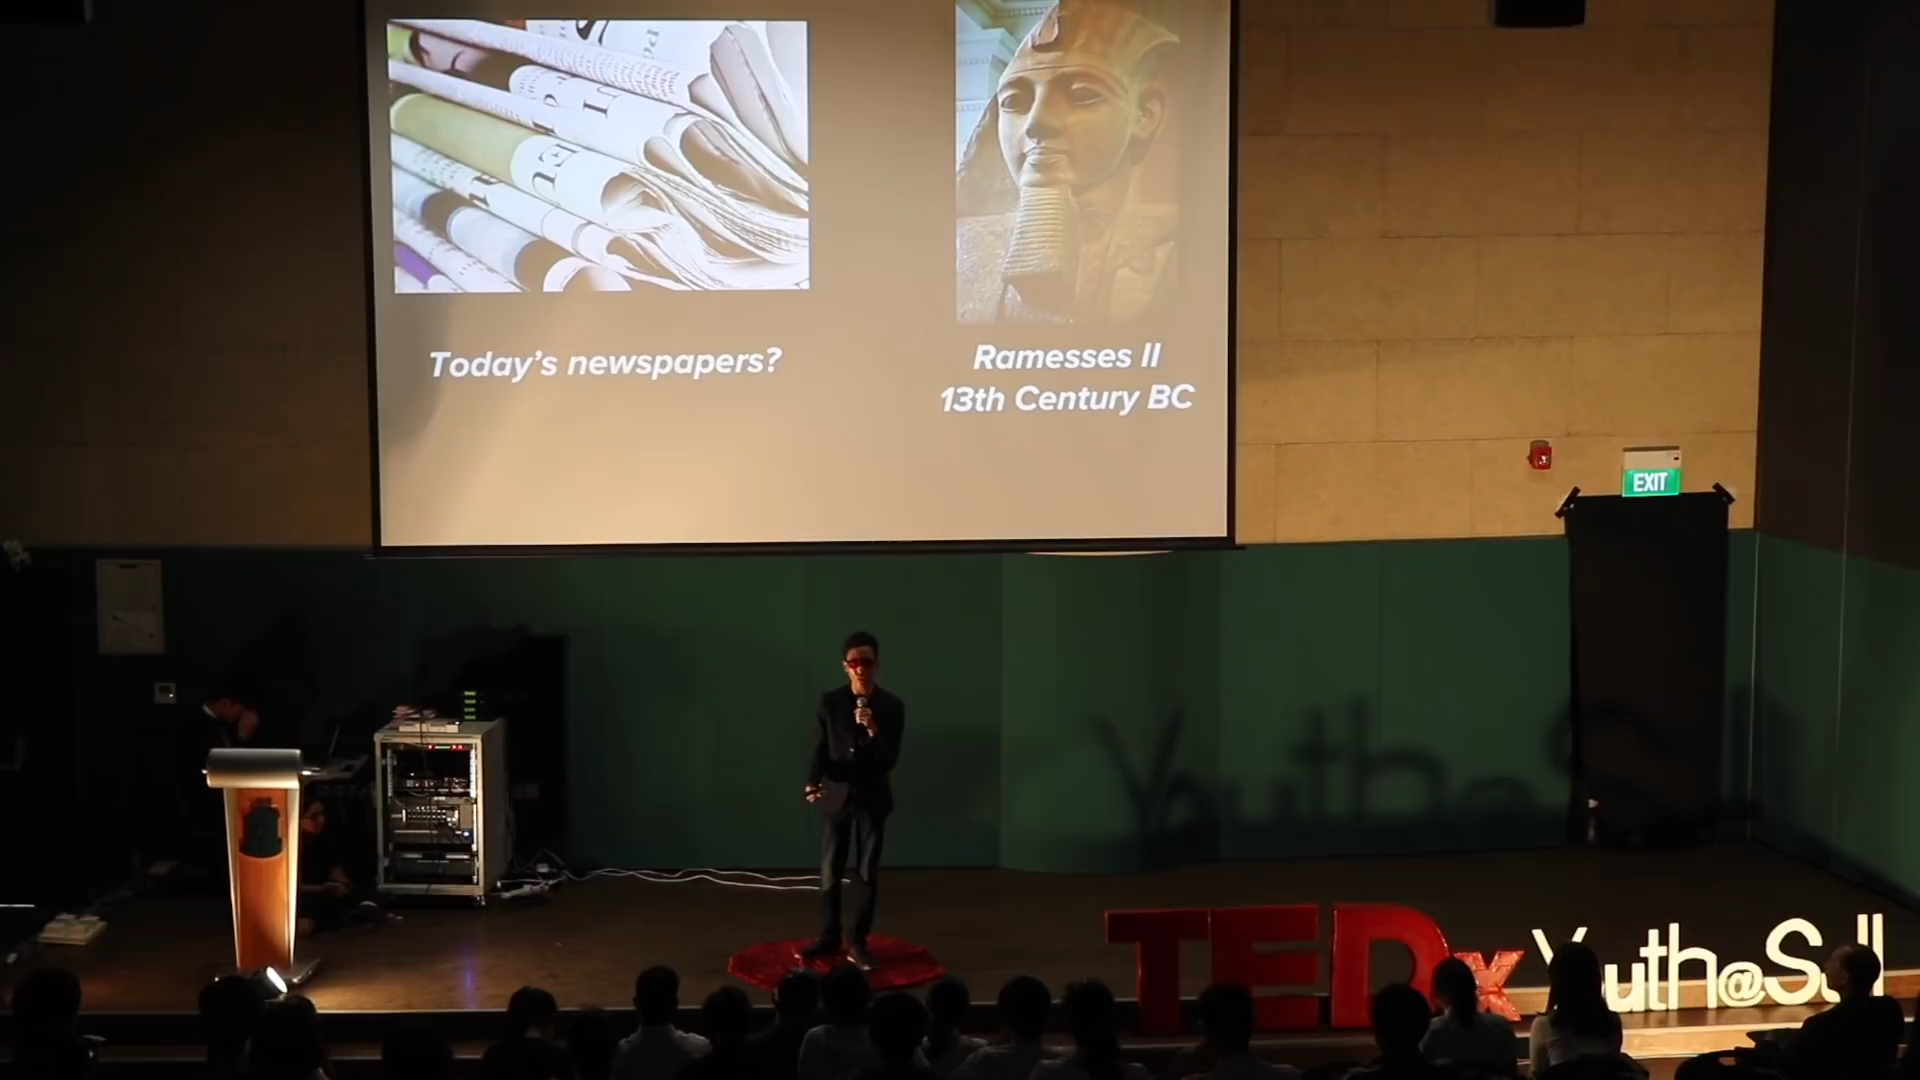 Today's newspapers?
Ramesses II
13th Century BC
EXIT
TEDx